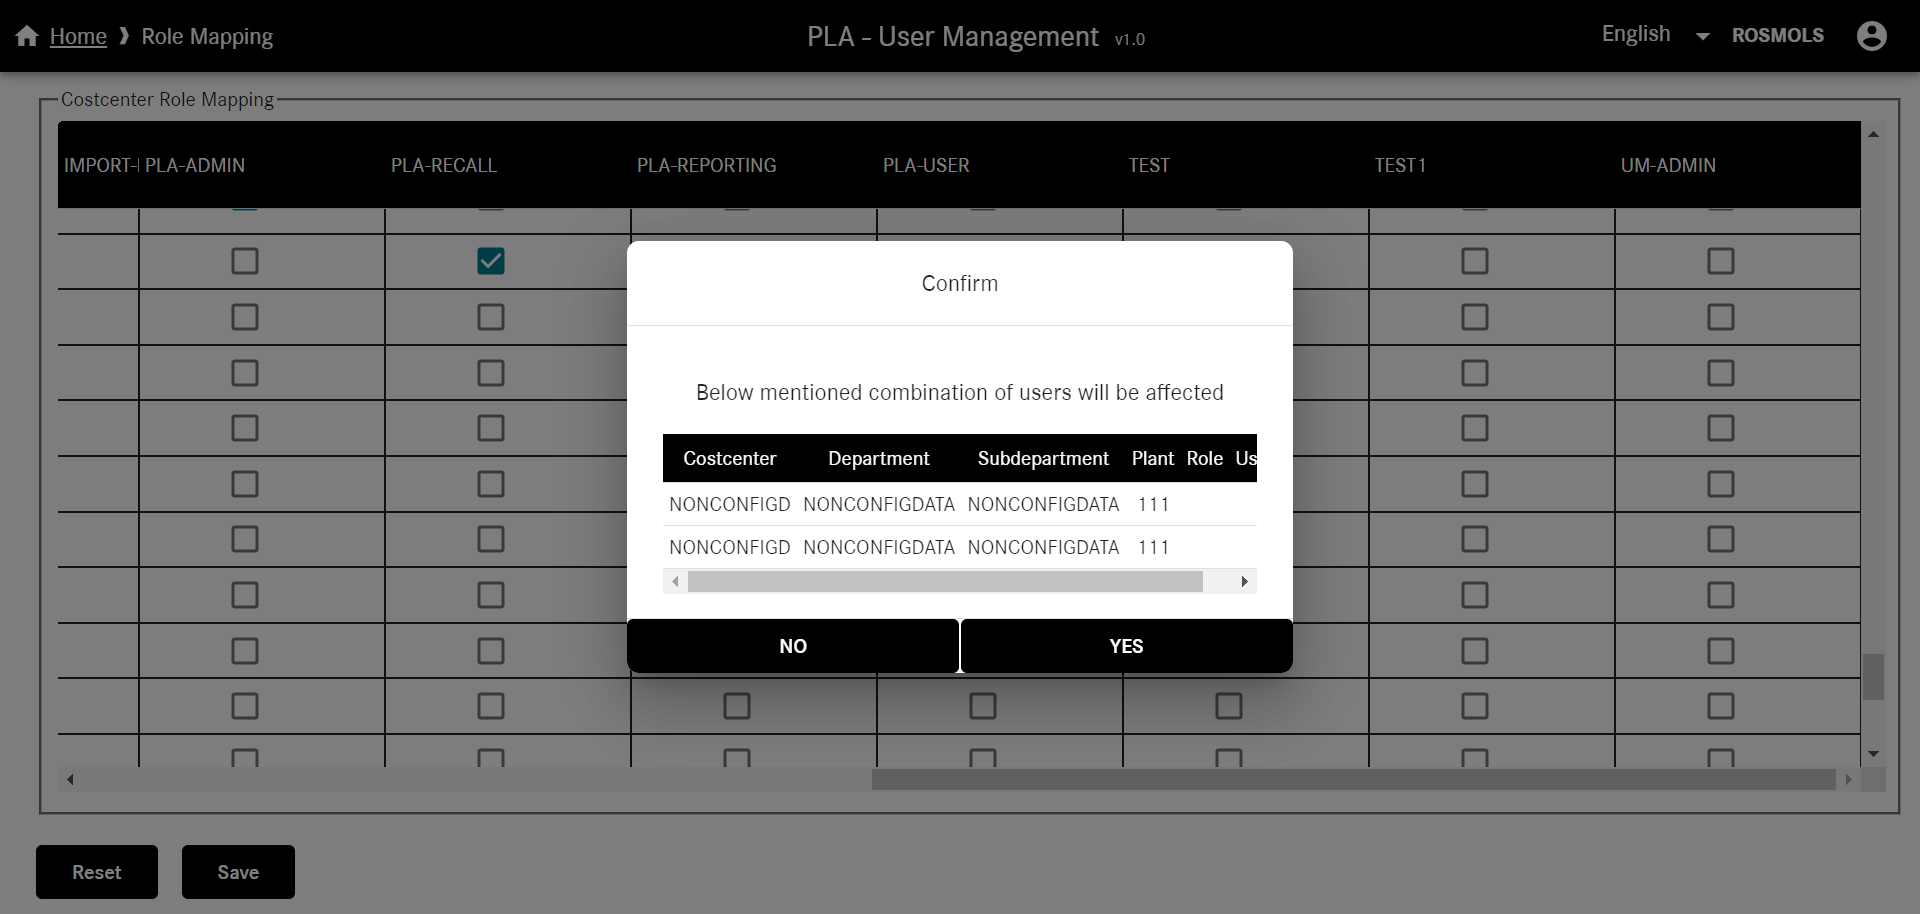 Home ❱ Role Mapping
PLA - User Management v1.0
English
ROSMOLS
Costcenter Role Mapping
IMPORT- PLA-ADMIN PLA-RECALL PLA-REPORTING PLA-USER TEST TEST1 UM-ADMIN
Confirm
Below mentioned combination of users will be affected
Costcenter Department Subdepartment Plant Role Us
NONCONFIGD NONCONFIGDATA NONCONFIGDATA 111
NONCONFIGD NONCONFIGDATA NONCONFIGDATA 111
NO YES
Reset Save